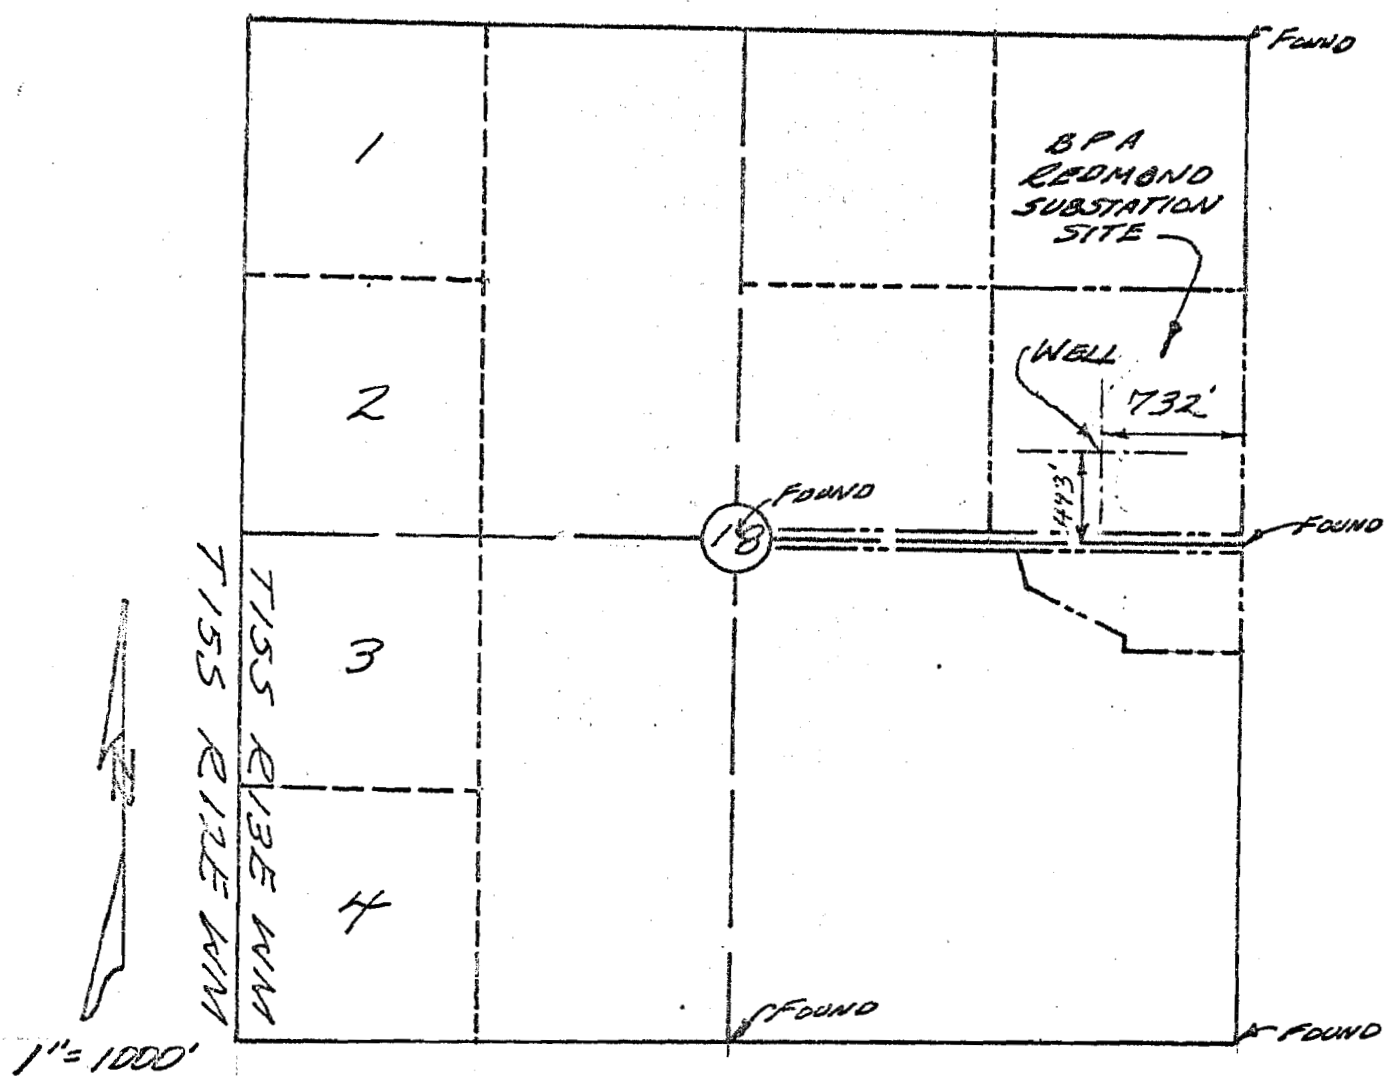 FOUND
1
BPA
REDMOND
SUBSTATION
SITE
WELL
2
732'
493'
FOUND
18
FOUND
T15S R12E WM
T15S R13E WM
3
4
N
FOUND
FOUND
1"=1000'